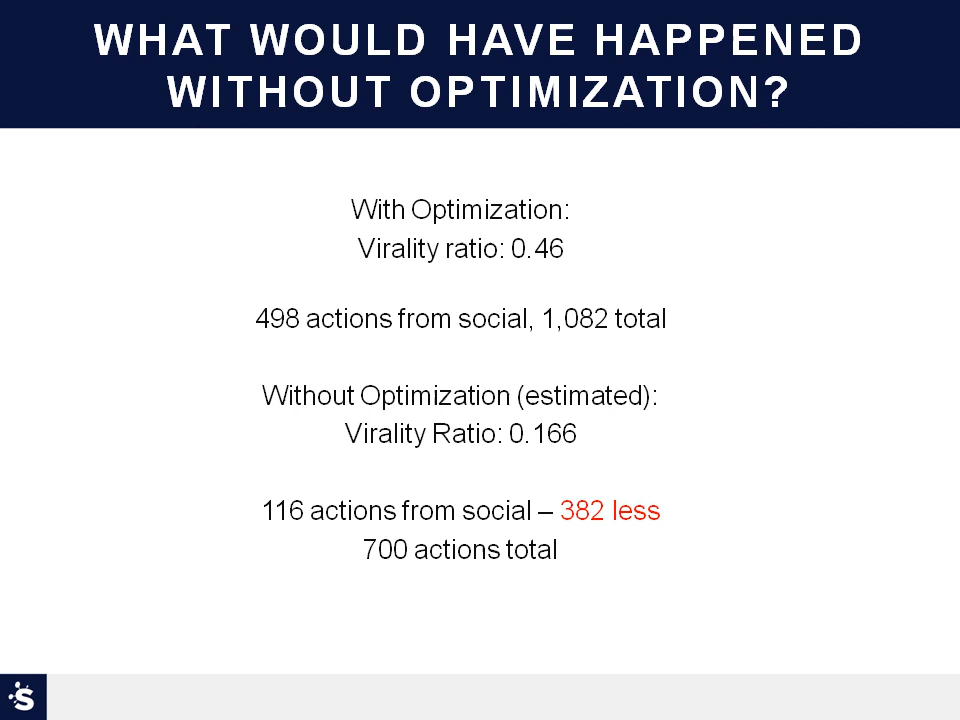 WHAT WOULD HAVE HAPPENED
WITHOUT OPTIMIZATION?
With Optimization:
Virality ratio: 0.46
498 actions from social, 1,082 total
Without Optimization (estimated):
Virality Ratio: 0.166
116 actions from social – 382 less
700 actions total
S